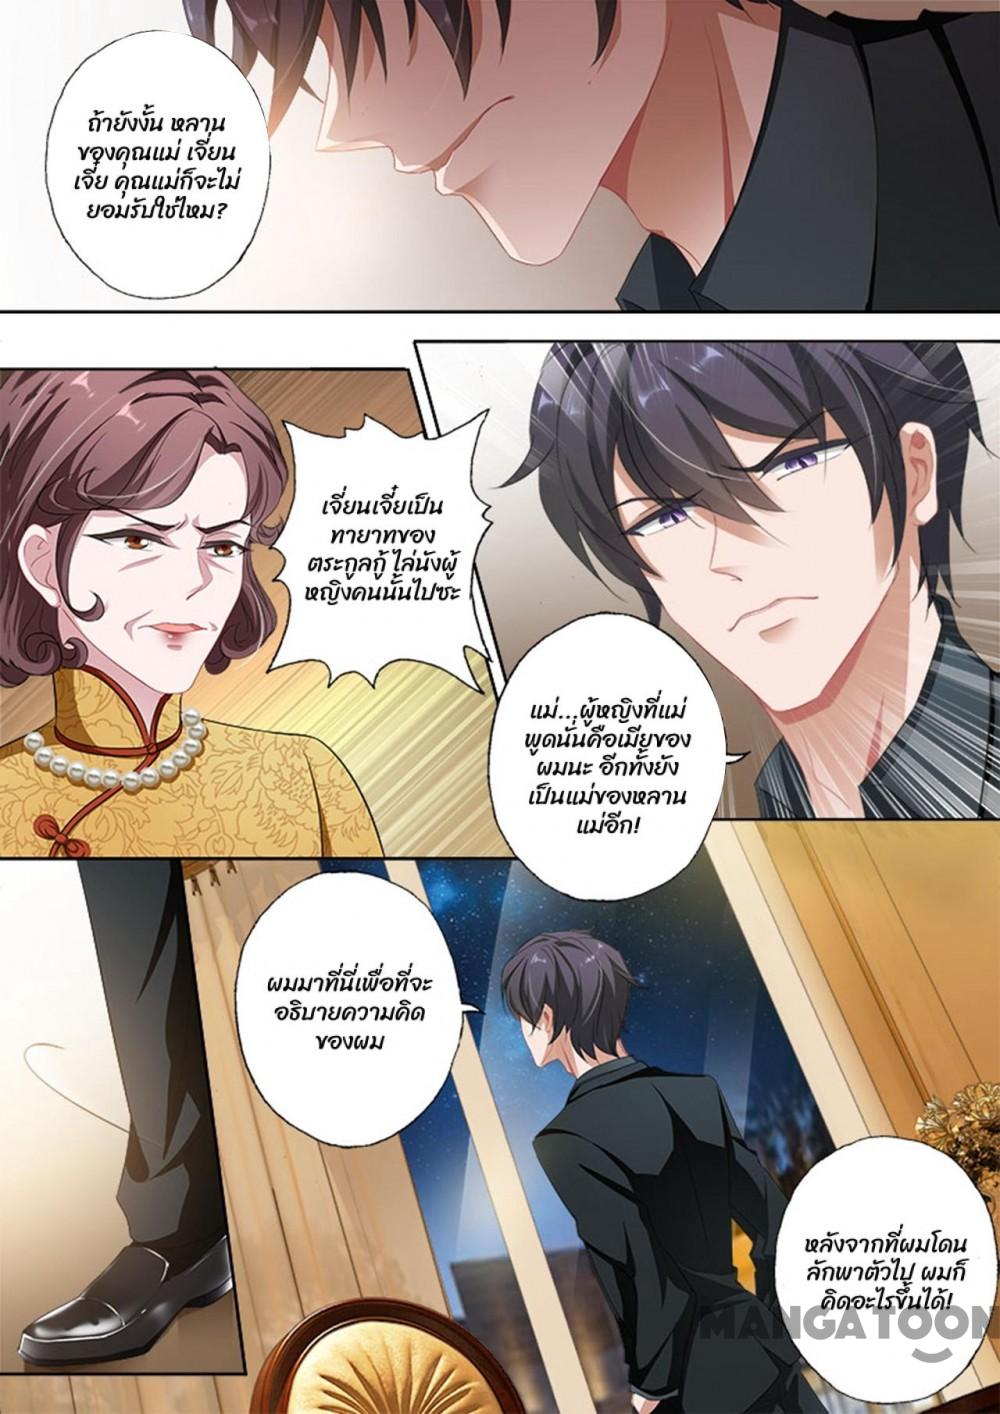 ถ้ายังงั้น หลาน
ของคุณแม่ เจี่ยน
เจี๋ย คุณแม่ก็จะไม่
ยอมรับใช่ไหม?
เจี่ยนเจี๋ยเป็น
ทายาทของ
ตระกูลกู้ ไล่นังผู้
หญิงคนนั้นไปซะ
แม่...ผู้หญิงที่แม่
พูดนั่นคือเมียของ
ผมนะ อีกทั้งยัง
เป็นแม่ของหลาน
แม่อีก!
ผมมาที่นี่เพื่อที่จะ
อธิบายความคิด
ของผม
หลังจากที่ผมโดน
ลักพาตัวไป ผมก็
คิดอะไรขึ้นได้!
MANGATOON